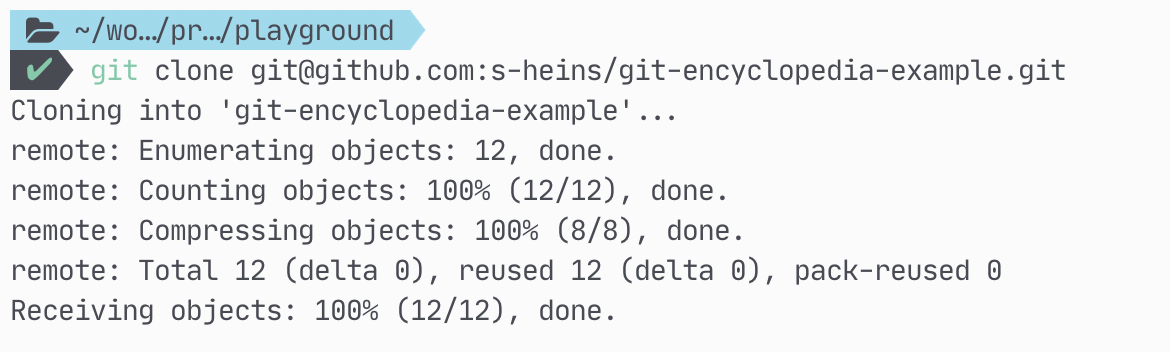 ~/wo…/pr…/playground
✔ git clone git@github.com:s-heins/git-encyclopedia-example.git
Cloning into 'git-encyclopedia-example'...
remote: Enumerating objects: 12, done.
remote: Counting objects: 100% (12/12), done.
remote: Compressing objects: 100% (8/8), done.
remote: Total 12 (delta 0), reused 12 (delta 0), pack-reused 0
Receiving objects: 100% (12/12), done.